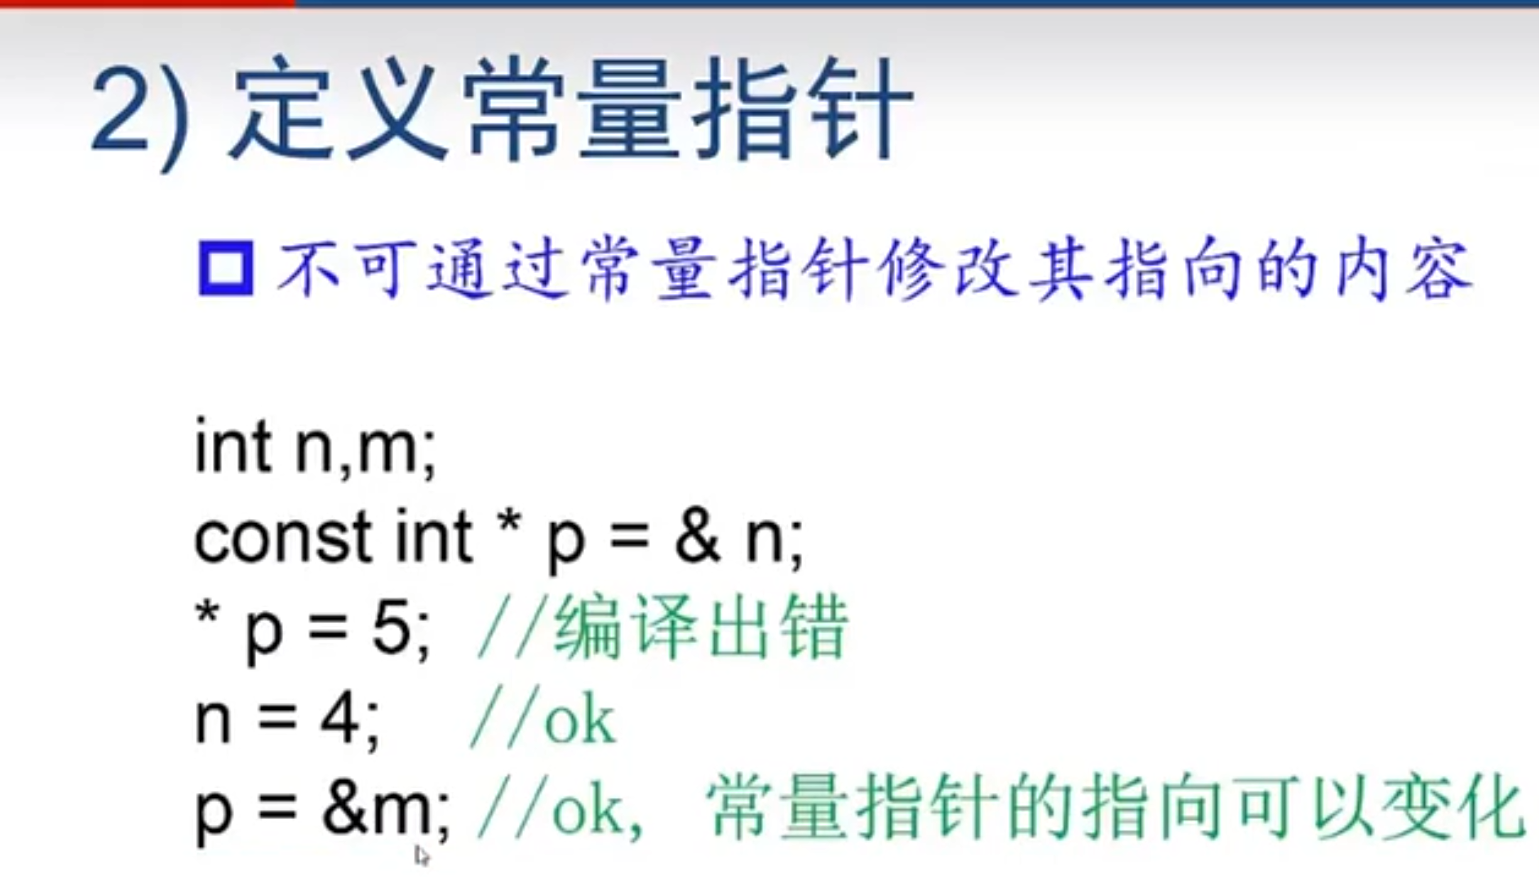 2) 定义常量指针
不可通过常量指针修改其指向的内容
int n,m;
const int * p = & n;
* p = 5; //编译出错
n = 4; //ok
p = &m; //ok, 常量指针的指向可以变化